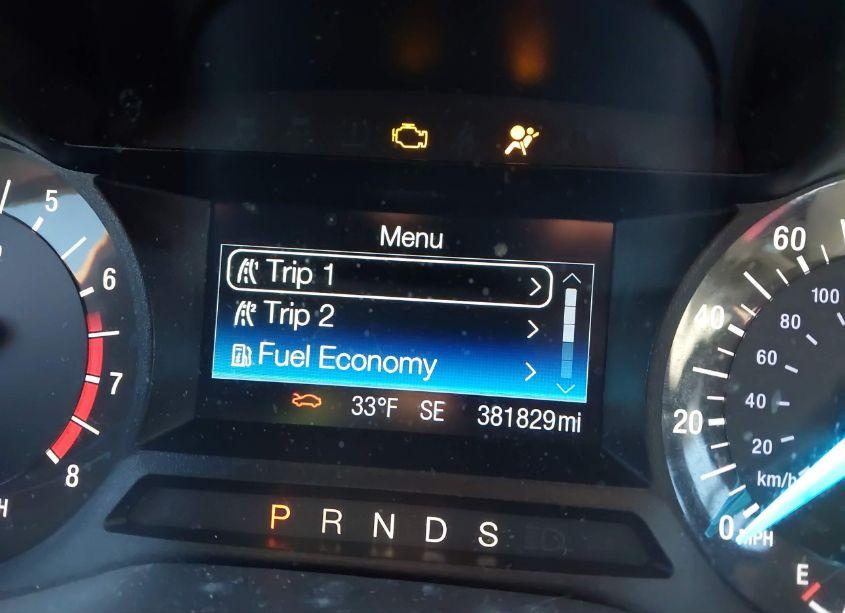 5
6
7
8
H
Menu
Trip 1
Trip 2
Fuel Economy
33°F SE 381829mi
P R N D S
60
40
20
0 MPH
100
80
60
40
20
km/h
E